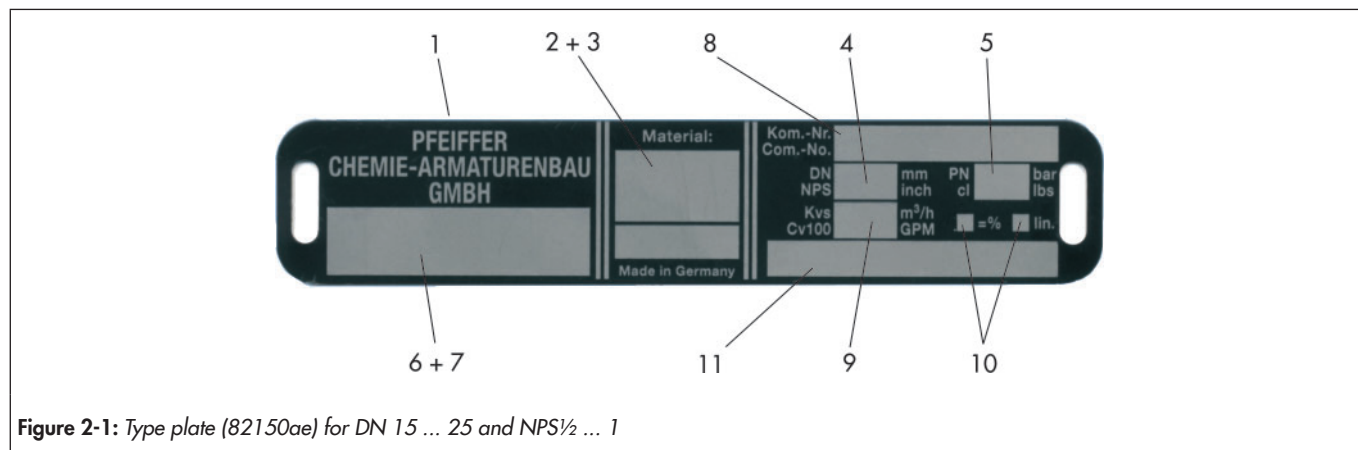 1
2 + 3
8
4
5
PFEIFFER
CHEMIE-ARMATURENBAU
GMBH
Material:
Made in Germany
Kom.-Nr.
Com.-No.
DN
NPS
mm
inch
PN
cl
bar
lbs
Kvs
Cv100
m³/h
GPM
=%
lin.
6 + 7
11
9
10
Figure 2-1: Type plate (82150ae) for DN 15 ... 25 and NPS½ ... 1